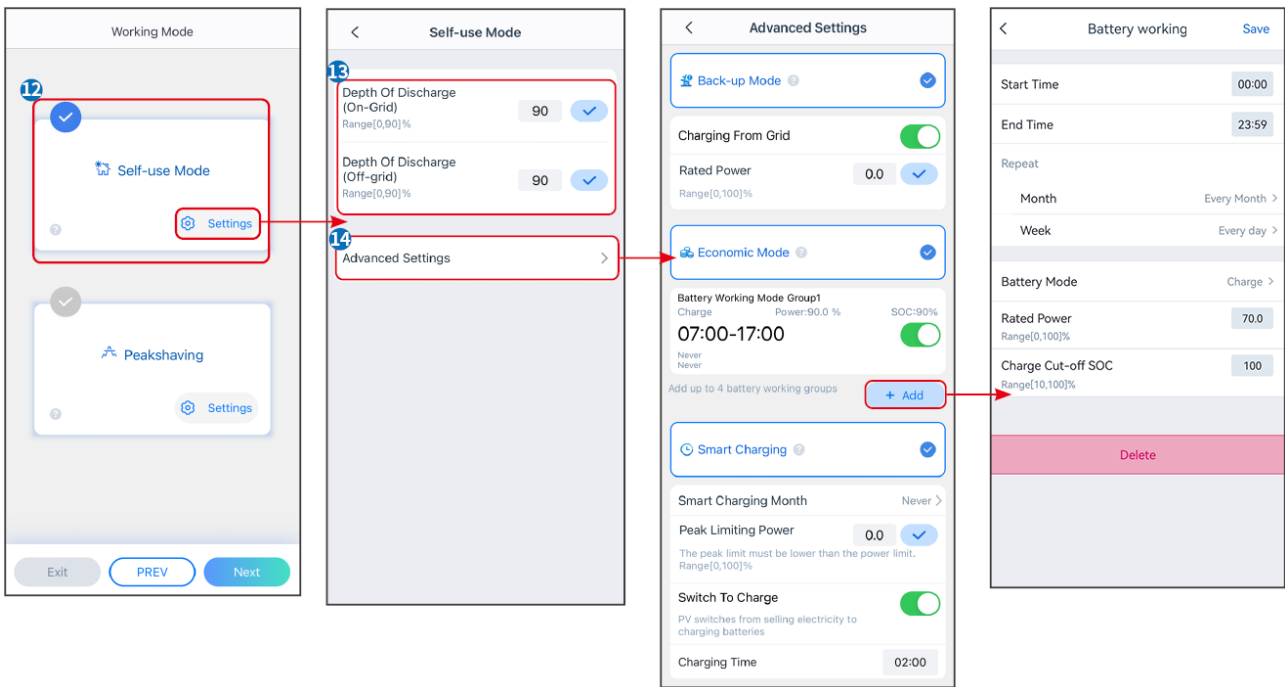 Working Mode
12
Self-use Mode
Settings
Peakshaving
Settings
Exit
PREV
Next
Self-use Mode
13
Depth Of Discharge
(On-Grid)
90
Range[0,90]%
Depth Of Discharge
(Off-grid)
90
Range[0,90]%
14
Advanced Settings
Advanced Settings
Back-up Mode
Charging From Grid
Rated Power
0.0
Range[0,100]%
Economic Mode
Battery Working Mode Group1
Charge Power:90.0 % SOC:90%
07:00-17:00
Never
Never
Add up to 4 battery working groups
+ Add
Smart Charging
Smart Charging Month Never
Peak Limiting Power
0.0
The peak limit must be lower than the power limit.
Range[0,100]%
Switch To Charge
PV switches from selling electricity to
charging batteries
Charging Time 02:00
Battery working Save
Start Time 00:00
End Time 23:59
Repeat
Month Every Month
Week Every day
Battery Mode Charge
Rated Power 70.0
Range[0,100]%
Charge Cut-off SOC 100
Range[10,100]%
Delete